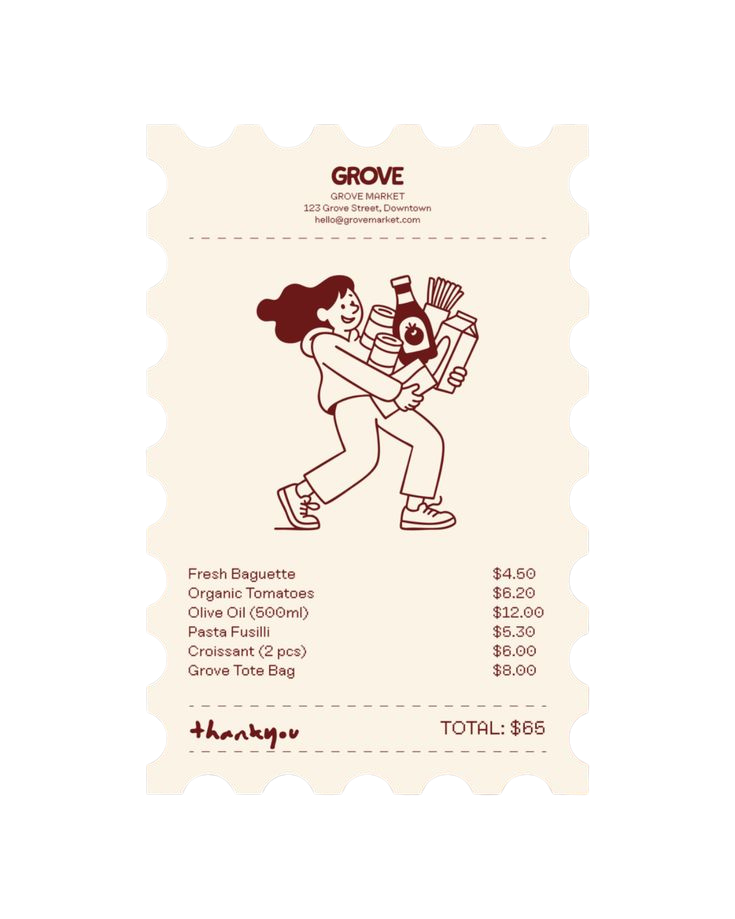 GROVE
GROVE MARKET
123 Grove Street, Downtown
hello@grovemarket.com
Fresh Baguette $4.50
Organic Tomatoes $6.20
Olive Oil (500ml) $12.00
Pasta Fusilli $5.30
Croissant (2 pcs) $6.00
Grove Tote Bag $8.00
thankyou TOTAL: $65